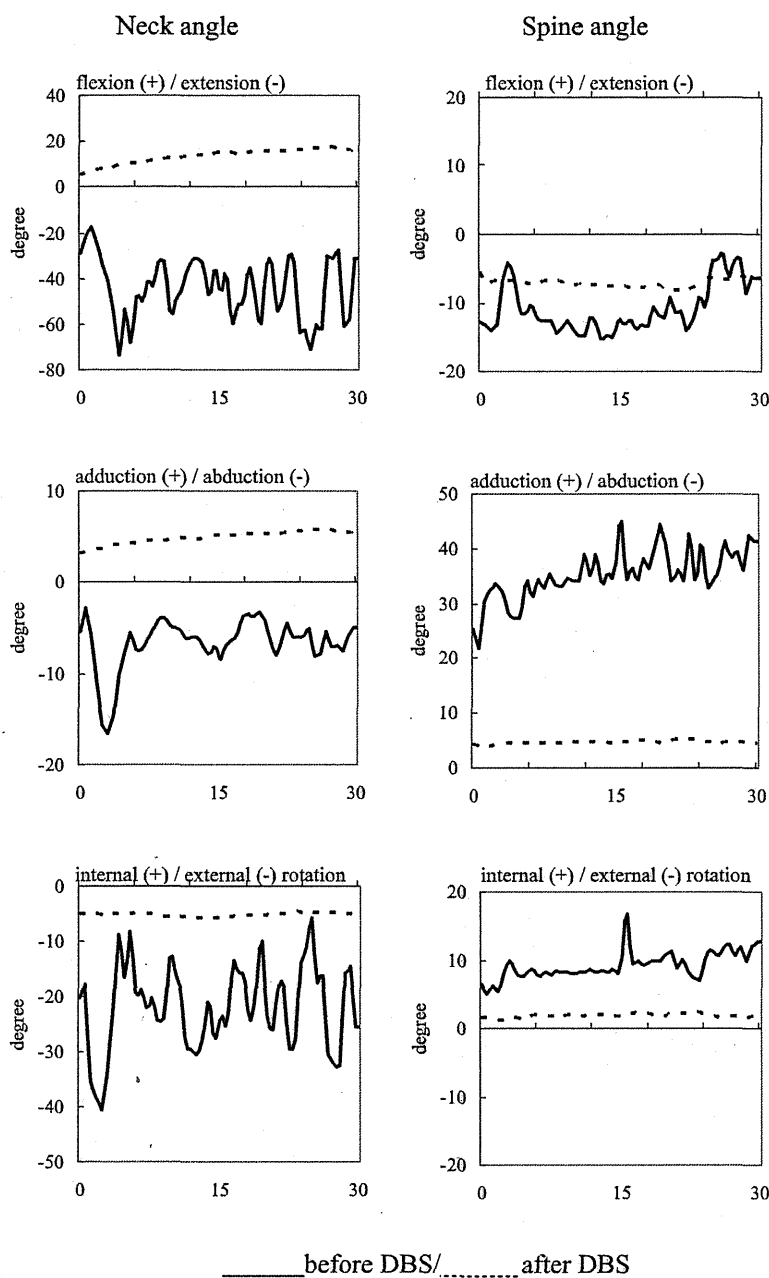 Neck angle
Spine angle
flexion (+) / extension (-)
40
20
0
-20
-40
-60
-80
degree
0 15 30
flexion (+) / extension (-)
20
10
0
-10
-20
degree
0 15 30
adduction (+) / abduction (-)
10
0
-10
-20
degree
0 15 30
adduction (+) / abduction (-)
50
40
30
20
10
0
degree
0 15 30
internal (+) / external (-) rotation
0
-10
-20
-30
-40
-50
degree
0 15 30
internal (+) / external (-) rotation
20
10
0
-10
-20
degree
0 15 30
before DBS/ after DBS